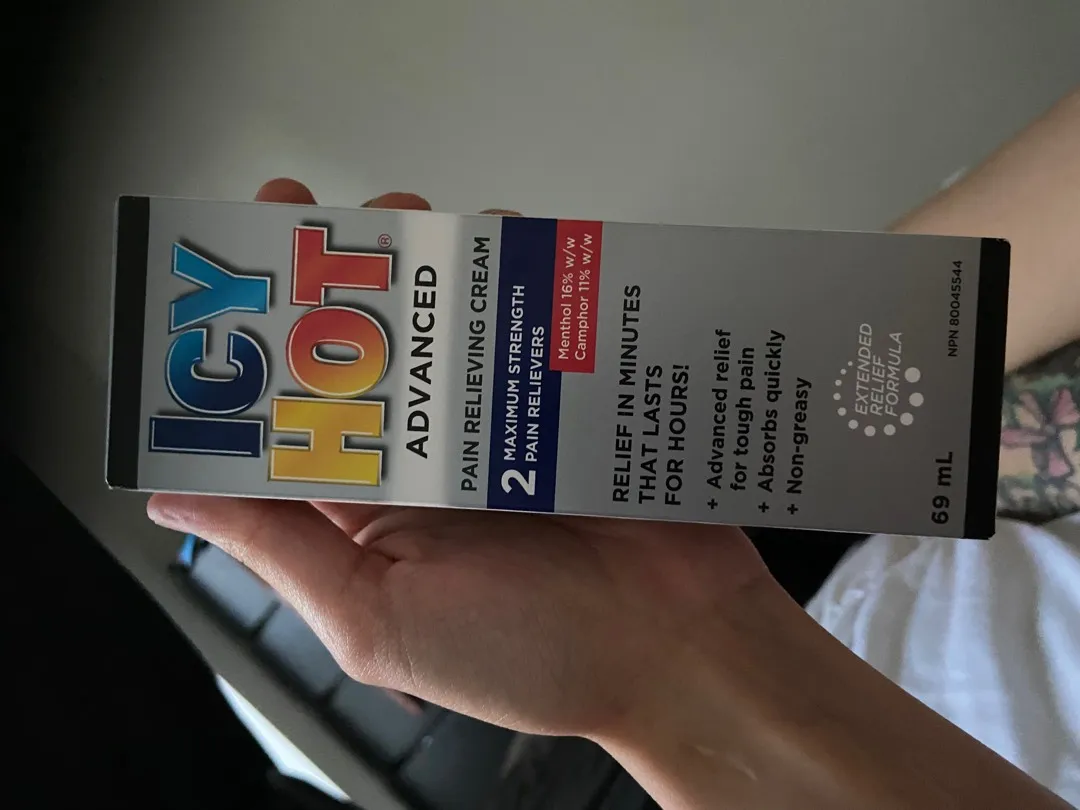 ICY
HOT®
ADVANCED
PAIN RELIEVING CREAM
2 MAXIMUM STRENGTH
PAIN RELIEVERS
Menthol 16% w/w
Camphor 11% w/w
RELIEF IN MINUTES
THAT LASTS
FOR HOURS!
+ Advanced relief
for tough pain
+ Absorbs quickly
+ Non-greasy
EXTENDED
RELIEF
FORMULA
69 mL
NPN 80045544